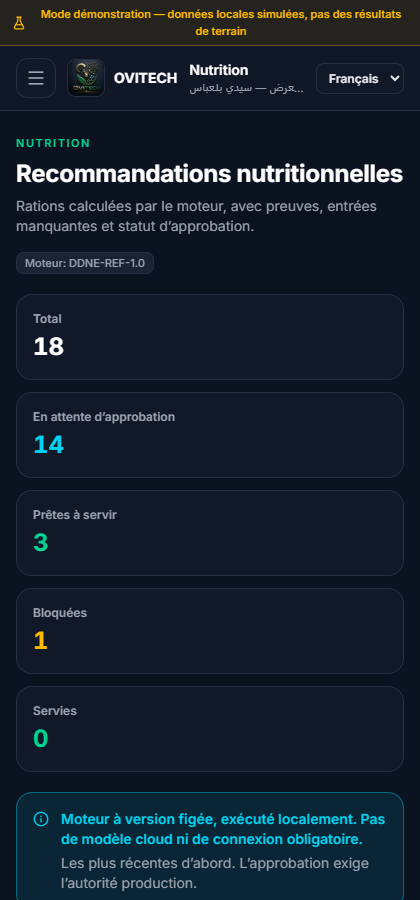 Mode démonstration — données locales simulées, pas des résultats
de terrain
OVITECH
Nutrition
...عرض — سيدي بلعباس
Français
NUTRITION
Recommandations nutritionnelles
Rations calculées par le moteur, avec preuves, entrées
manquantes et statut d’approbation.
Moteur: DDNE-REF-1.0
Total
18
En attente d’approbation
14
Prêtes à servir
3
Bloquées
1
Servies
0
Moteur à version figée, exécuté localement. Pas
de modèle cloud ni de connexion obligatoire.
Les plus récentes d’abord. L’approbation exige
l’autorité production.